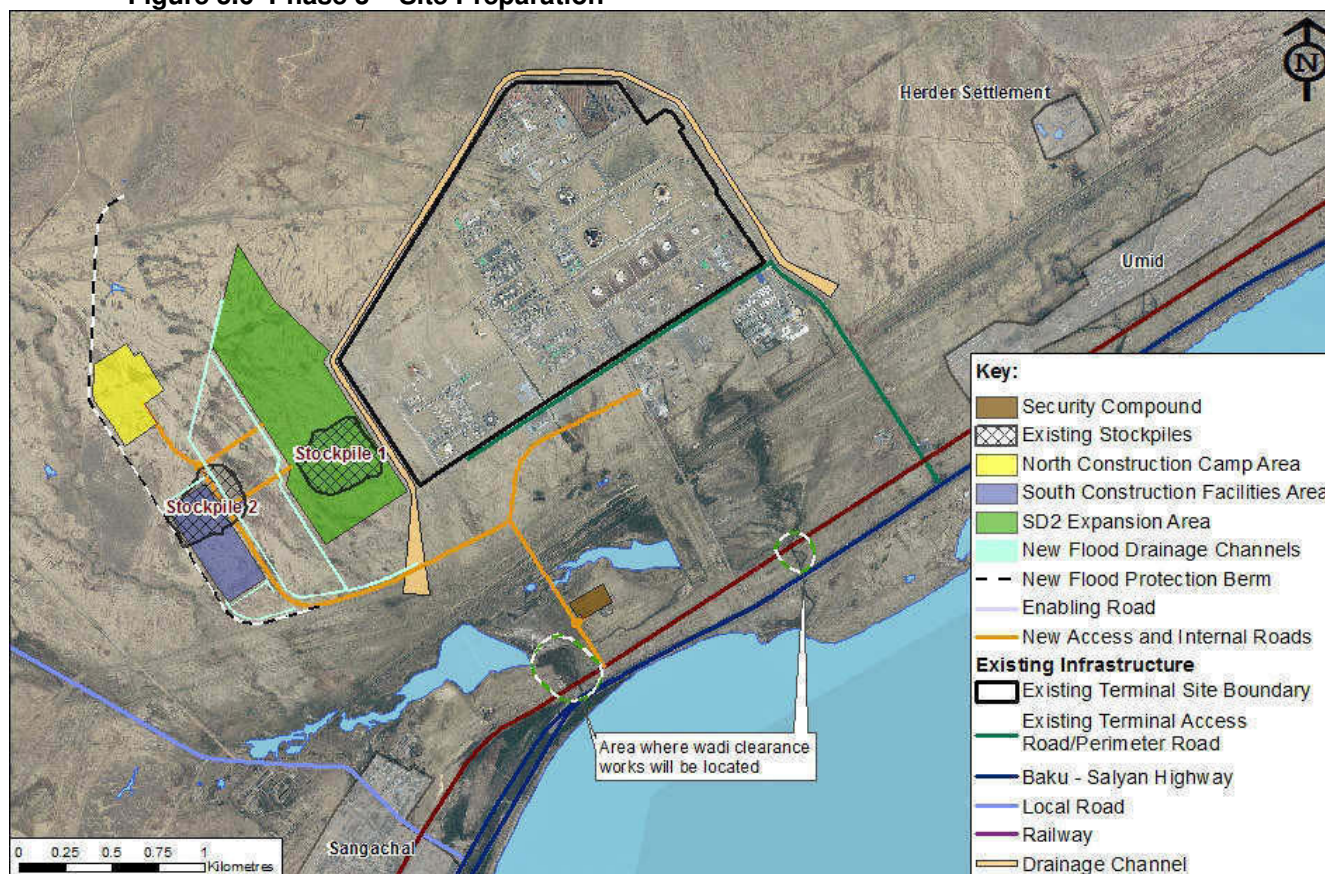 Figure 5.6 Phase 3 – Site Preparation
N
Herder Settlement
Umid
Stockpile 1
Stockpile 2
Area where wadi clearance
works will be located
Sangachal
0 0.25 0.5 0.75 1
Kilometres
Key:
Security Compound
Existing Stockpiles
North Construction Camp Area
South Construction Facilities Area
SD2 Expansion Area
New Flood Drainage Channels
New Flood Protection Berm
Enabling Road
New Access and Internal Roads
Existing Infrastructure
Existing Terminal Site Boundary
Existing Terminal Access
Road/Perimeter Road
Baku - Salyan Highway
Local Road
Railway
Drainage Channel